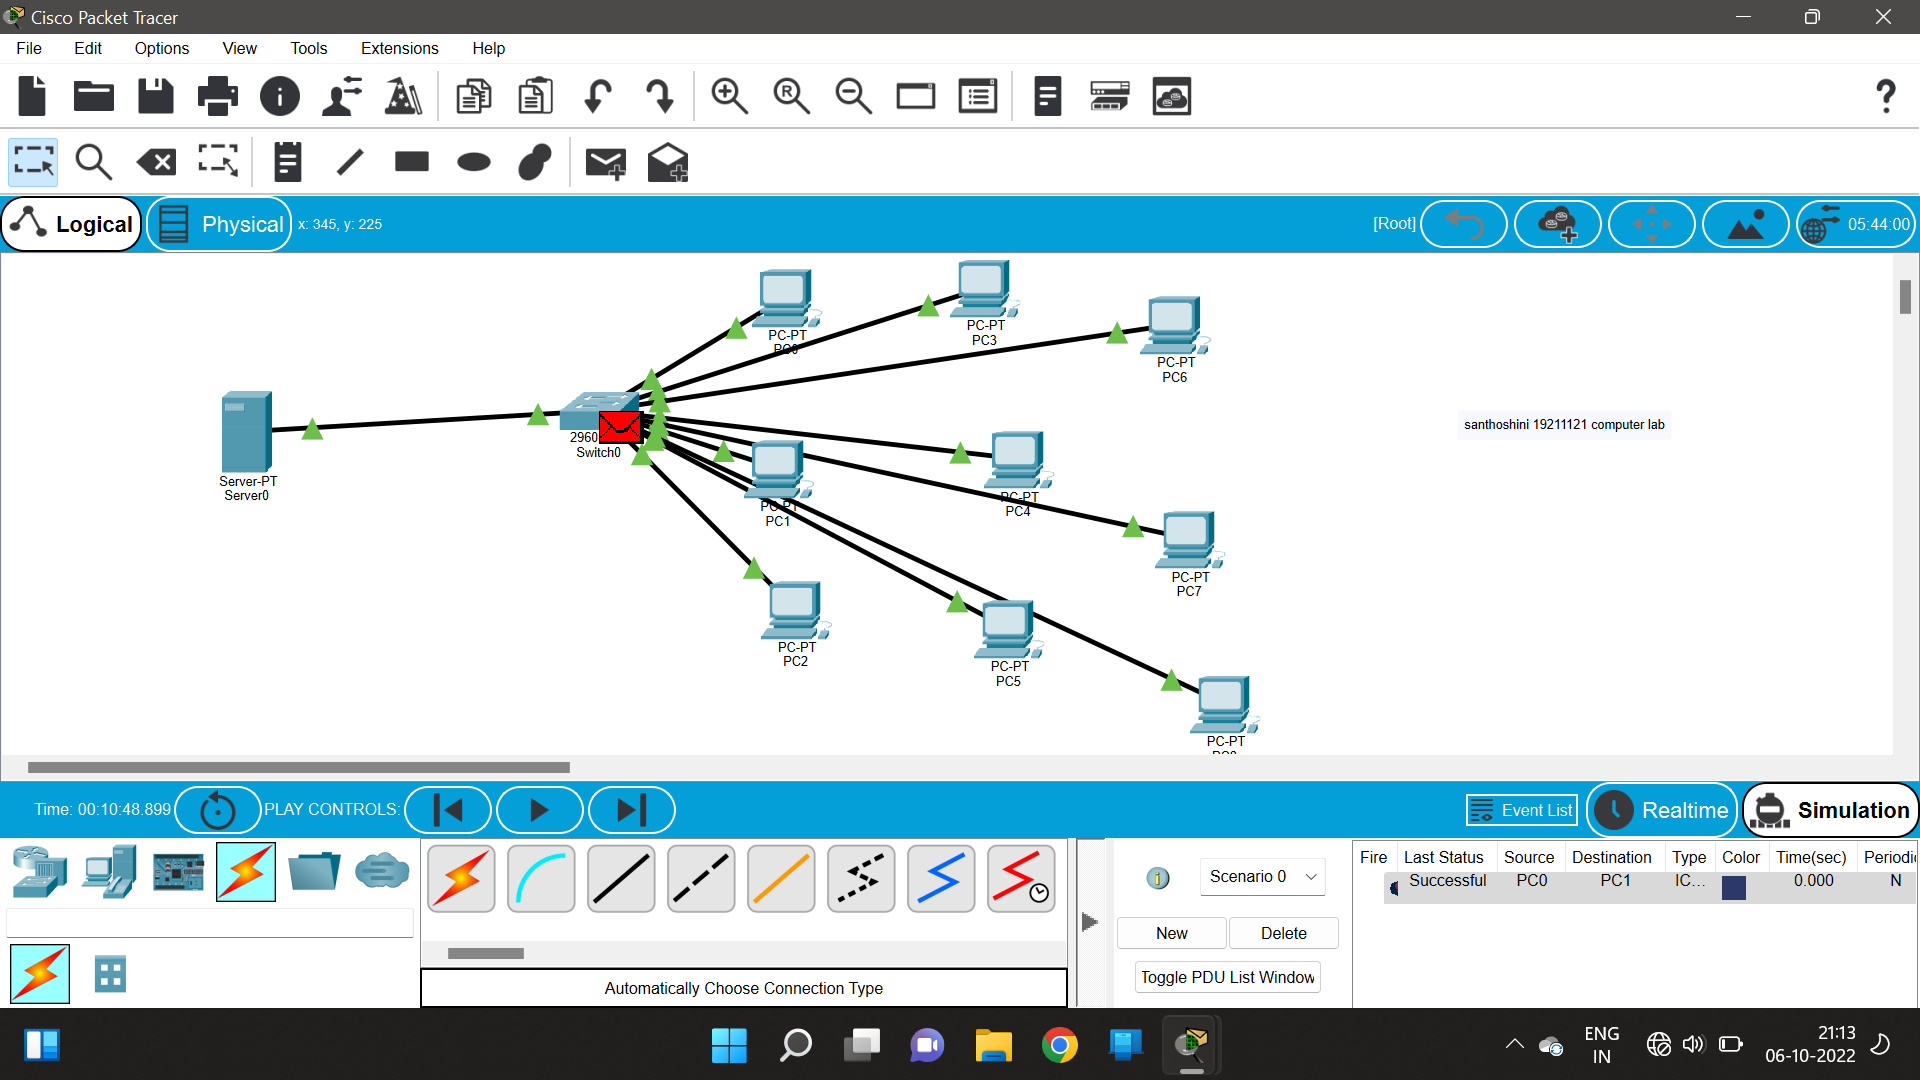 Cisco Packet Tracer
File Edit Options View Tools Extensions Help
Logical Physical x: 345, y: 225 [Root] 05:44:00
PC-PT
PC3
PC-PT
PC-PT
PC6
santhoshini 19211121 computer lab
2960
Switch0
Server-PT
Server0
PC-PT
PC4
PC-PT
PC1
PC-PT
PC7
PC-PT
PC2
PC-PT
PC5
PC-PT
Time: 00:10:48.899 PLAY CONTROLS: Event List Realtime Simulation
Scenario 0
New Delete
Toggle PDU List Window
Fire Last Status Source Destination Type Color Time(sec) Periodic
Successful PC0 PC1 IC... 0.000 N
Automatically Choose Connection Type
ENG
IN
21:13
06-10-2022